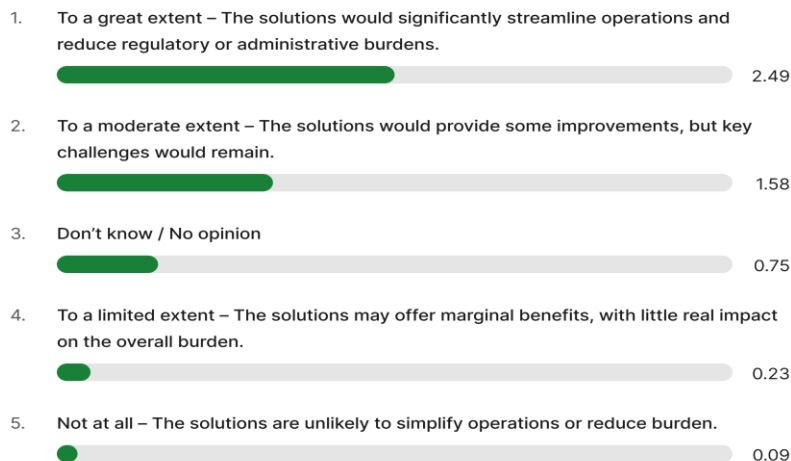 1. To a great extent – The solutions would significantly streamline operations and
reduce regulatory or administrative burdens.
2.49
2. To a moderate extent – The solutions would provide some improvements, but key
challenges would remain.
1.58
3. Don’t know / No opinion
0.75
4. To a limited extent – The solutions may offer marginal benefits, with little real impact
on the overall burden.
0.23
5. Not at all – The solutions are unlikely to simplify operations or reduce burden.
0.09